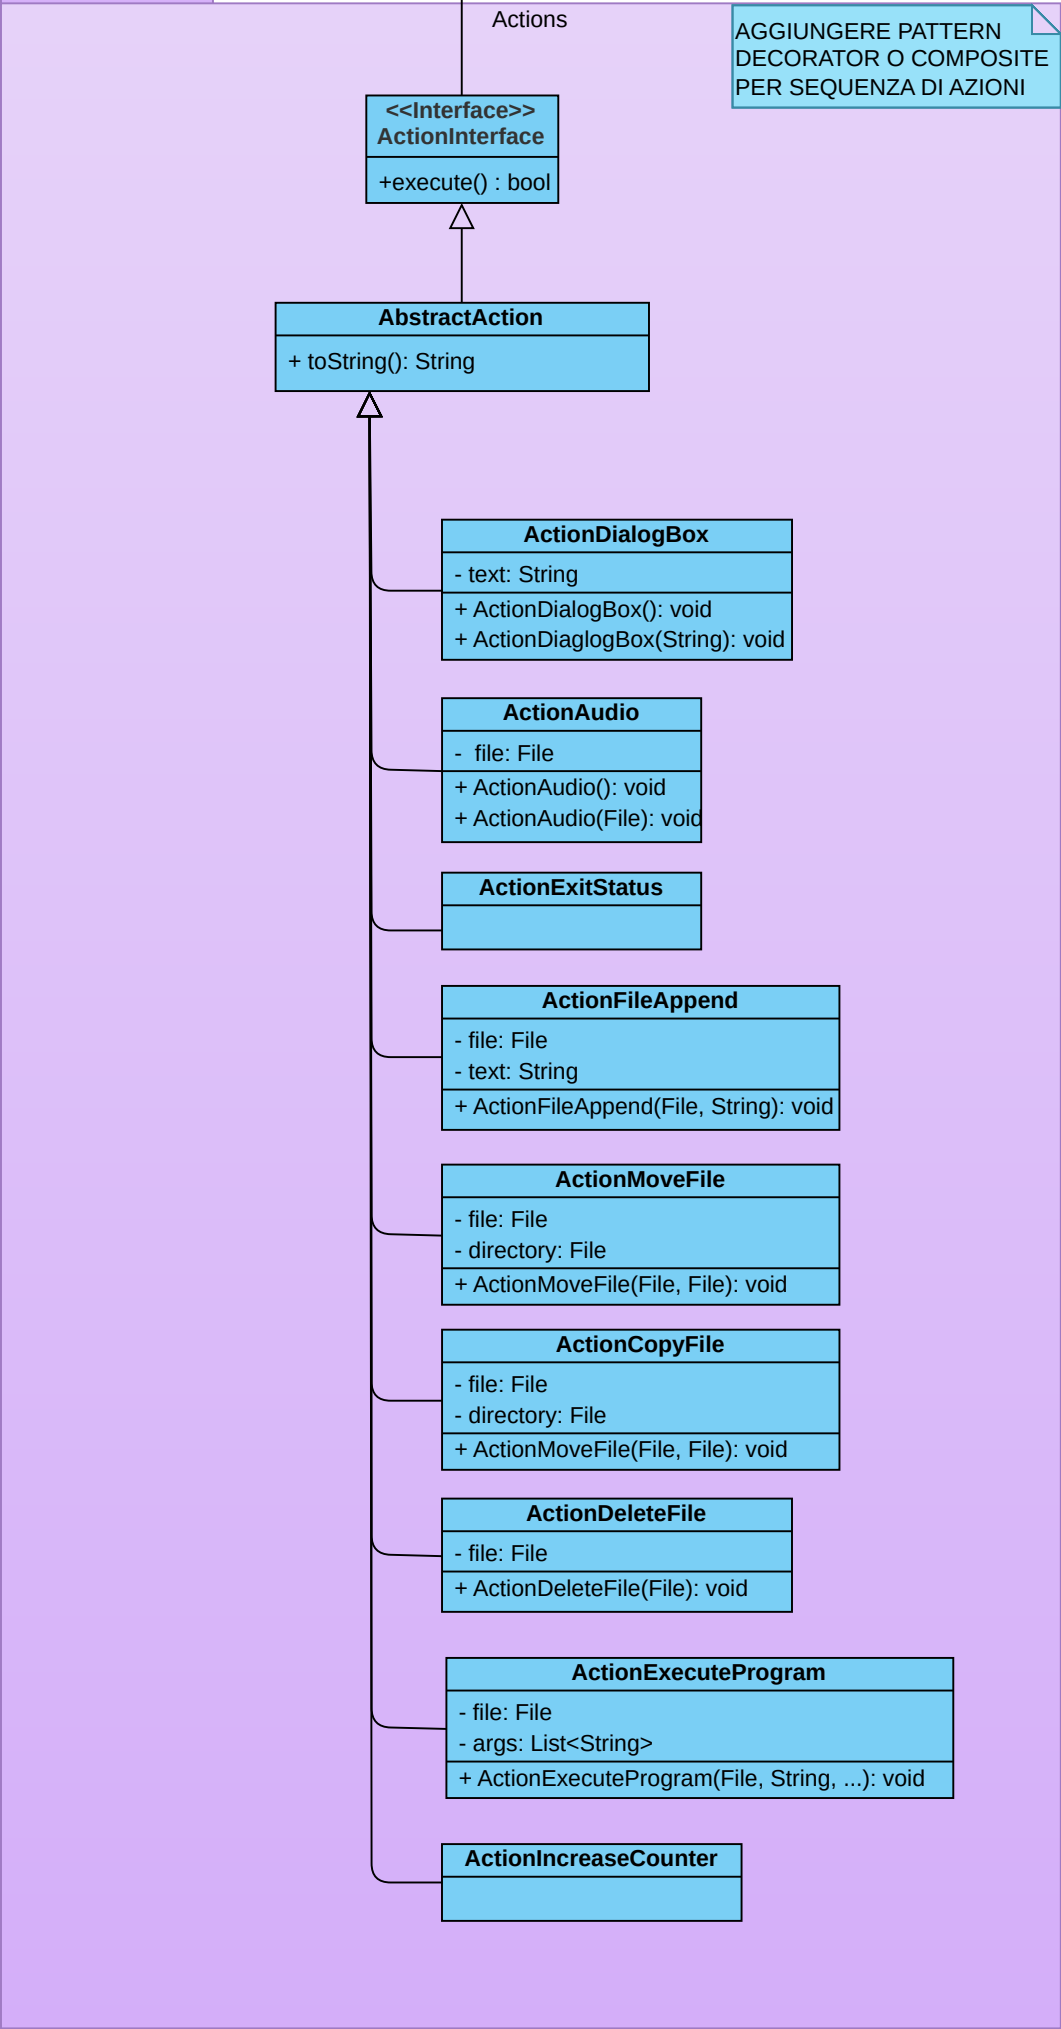 Actions
AGGIUNGERE PATTERN
DECORATOR O COMPOSITE
PER SEQUENZA DI AZIONI
<<Interface>>
ActionInterface
+execute() : bool
AbstractAction
+ toString(): String
ActionDialogBox
- text: String
+ ActionDialogBox(): void
+ ActionDiaglogBox(String): void
ActionAudio
-  file: File
+ ActionAudio(): void
+ ActionAudio(File): void
ActionExitStatus
ActionFileAppend
- file: File
- text: String
+ ActionFileAppend(File, String): void
ActionMoveFile
- file: File
- directory: File
+ ActionMoveFile(File, File): void
ActionCopyFile
- file: File
- directory: File
+ ActionMoveFile(File, File): void
ActionDeleteFile
- file: File
+ ActionDeleteFile(File): void
ActionExecuteProgram
- file: File
- args: List<String>
+ ActionExecuteProgram(File, String, ...): void
ActionIncreaseCounter